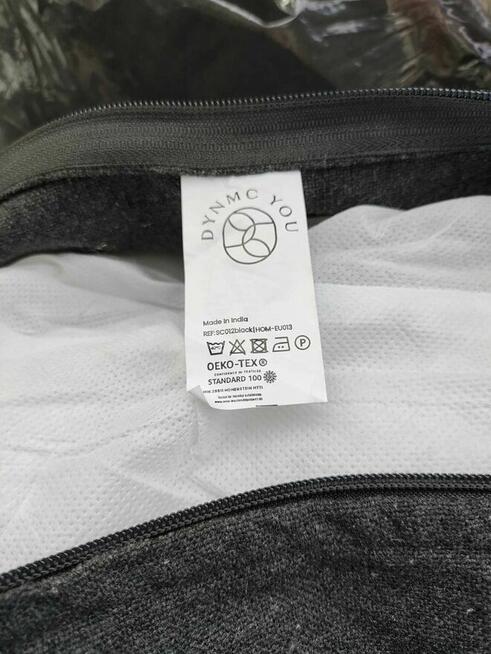 DYNMC YOU
Made in India
REF:SC012black|HOM-EU013
P
OEKO-TEX®
CONFIDENCE IN TEXTILES
STANDARD 100